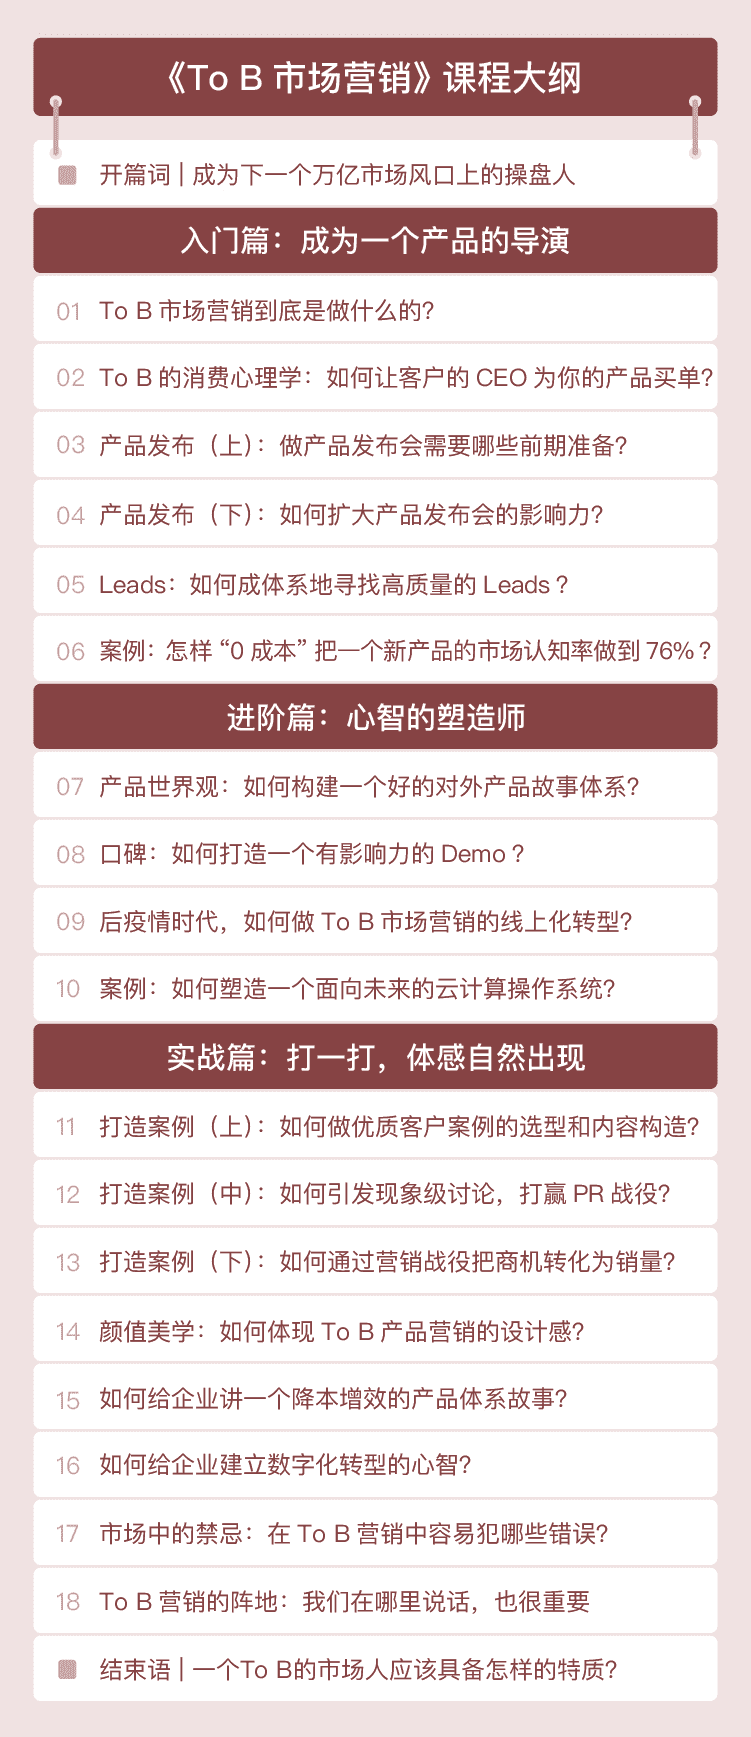 《To B 市场营销》课程大纲
开篇词 | 成为下一个万亿市场风口上的操盘人
入门篇：成为一个产品的导演
01 To B 市场营销到底是做什么的?
02 To B 的消费心理学：如何让客户的 CEO 为你的产品买单?
03 产品发布（上）：做产品发布会需要哪些前期准备?
04 产品发布（下）：如何扩大产品发布会的影响力?
05 Leads：如何成体系地寻找高质量的 Leads ?
06 案例：怎样 “0 成本” 把一个新产品的市场认知率做到 76% ?
进阶篇：心智的塑造师
07 产品世界观：如何构建一个好的对外产品故事体系?
08 口碑：如何打造一个有影响力的 Demo ?
09 后疫情时代，如何做 To B 市场营销的线上化转型?
10 案例：如何塑造一个面向未来的云计算操作系统?
实战篇：打一打，体感自然出现
11 打造案例（上）：如何做优质客户案例的选型和内容构造?
12 打造案例（中）：如何引发现象级讨论，打赢 PR 战役?
13 打造案例（下）：如何通过营销战役把商机转化为销量?
14 颜值美学：如何体现 To B 产品营销的设计感?
15 如何给企业讲一个降本增效的产品体系故事?
16 如何给企业建立数字化转型的心智?
17 市场中的禁忌：在 To B 营销中容易犯哪些错误?
18 To B 营销的阵地：我们在哪里说话，也很重要
结束语 | 一个To B的市场人应该具备怎样的特质?